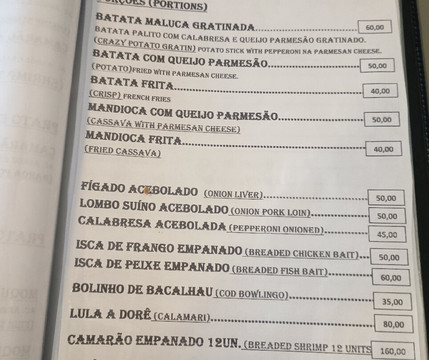 PORÇÕES (PORTIONS)
BATATA MALUCA GRATINADA 60,00
BATATA PALITO COM CALABRESA E QUEIJO PARMESÃO GRATINADO.
(CRAZY POTATO GRATIN) POTATO STICK WITH PEPPERONI NA PARMESAN CHEESE.
BATATA COM QUEIJO PARMESÃO 50,00
(POTATO)FRIED WITH PARMESAN CHEESE.
BATATA FRITA 40,00
(CRISP) FRENCH FRIES
MANDIOCA COM QUEIJO PARMESÃO 50,00
(CASSAVA WITH PARMESAN CHEESE)
MANDIOCA FRITA 40,00
(FRIED CASSAVA)
FÍGADO ACEBOLADO (ONION LIVER) 50,00
LOMBO SUÍNO ACEBOLADO (ONION PORK LOIN) 50,00
CALABRESA ACEBOLADA (PEPPERONI ONIONED) 45,00
ISCA DE FRANGO EMPANADO (BREADED CHICKEN BAIT) 50,00
ISCA DE PEIXE EMPANADO (BREADED FISH BAIT) 60,00
BOLINHO DE BACALHAU (COD BOWLINGO) 35,00
LULA A DORÊ (CALAMARI) 80,00
CAMARÃO EMPANADO 12UN. (BREADED SHRIMP 12 UNITS 160,00